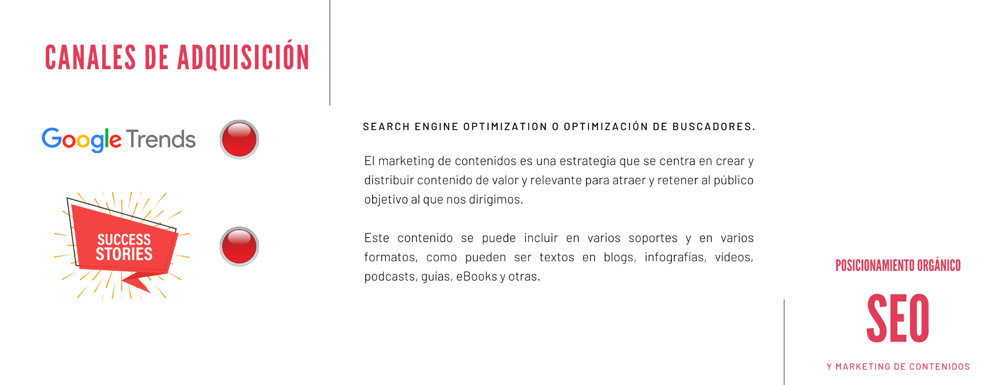 CANALES DE ADQUISICIÓN
Google Trends
SUCCESS
STORIES
SEARCH ENGINE OPTIMIZATION O OPTIMIZACIÓN DE BUSCADORES.
El marketing de contenidos es una estrategia que se centra en crear y
distribuir contenido de valor y relevante para atraer y retener al público
objetivo al que nos dirigimos.
Este contenido se puede incluir en varios soportes y en varios
formatos, como pueden ser textos en blogs, infografías, vídeos,
podcasts, guías, eBooks y otras.
POSICIONAMIENTO ORGÁNICO
SEO
Y MARKETING DE CONTENIDOS